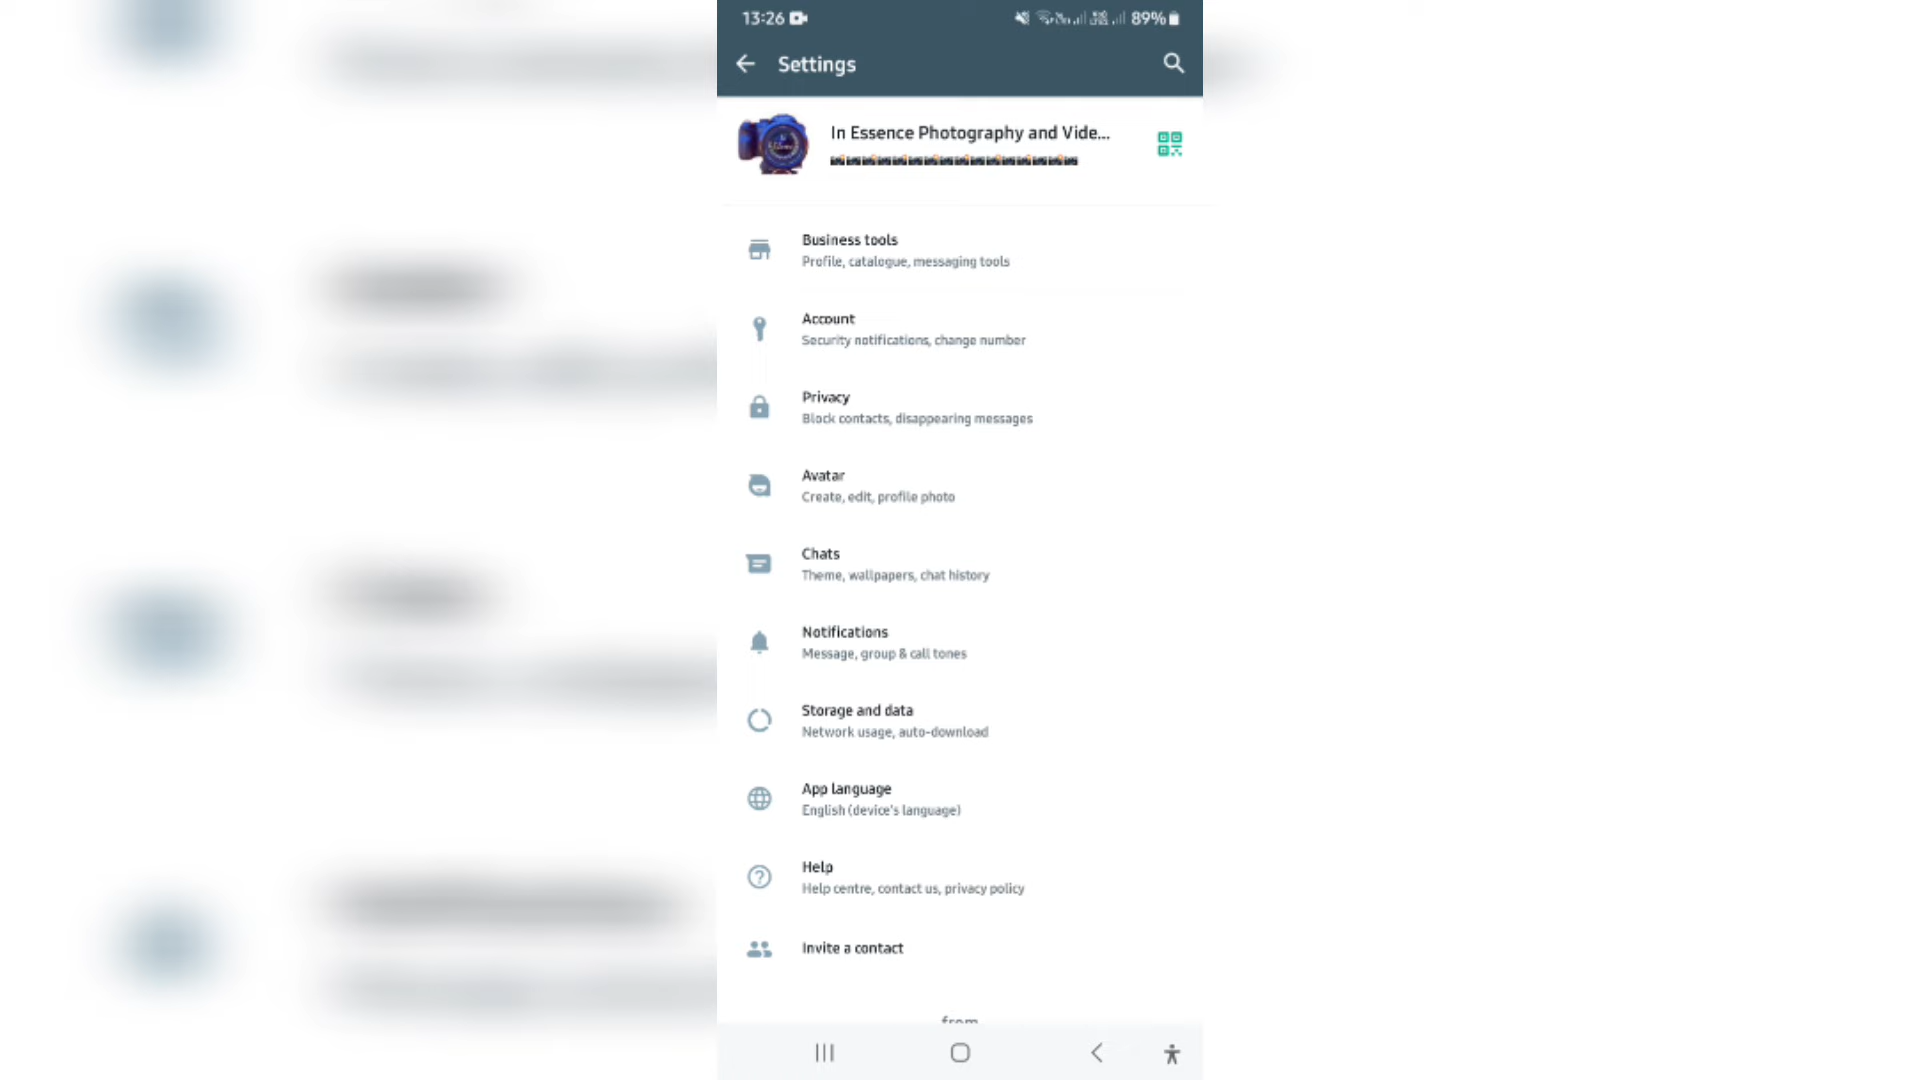 13:26 89%
Settings
In Essence Photography and Vide...
Business tools
Profile, catalogue, messaging tools
Account
Security notifications, change number
Privacy
Block contacts, disappearing messages
Avatar
Create, edit, profile photo
Chats
Theme, wallpapers, chat history
Notifications
Message, group & call tones
Storage and data
Network usage, auto-download
App language
English (device's language)
Help
Help centre, contact us, privacy policy
Invite a contact
from